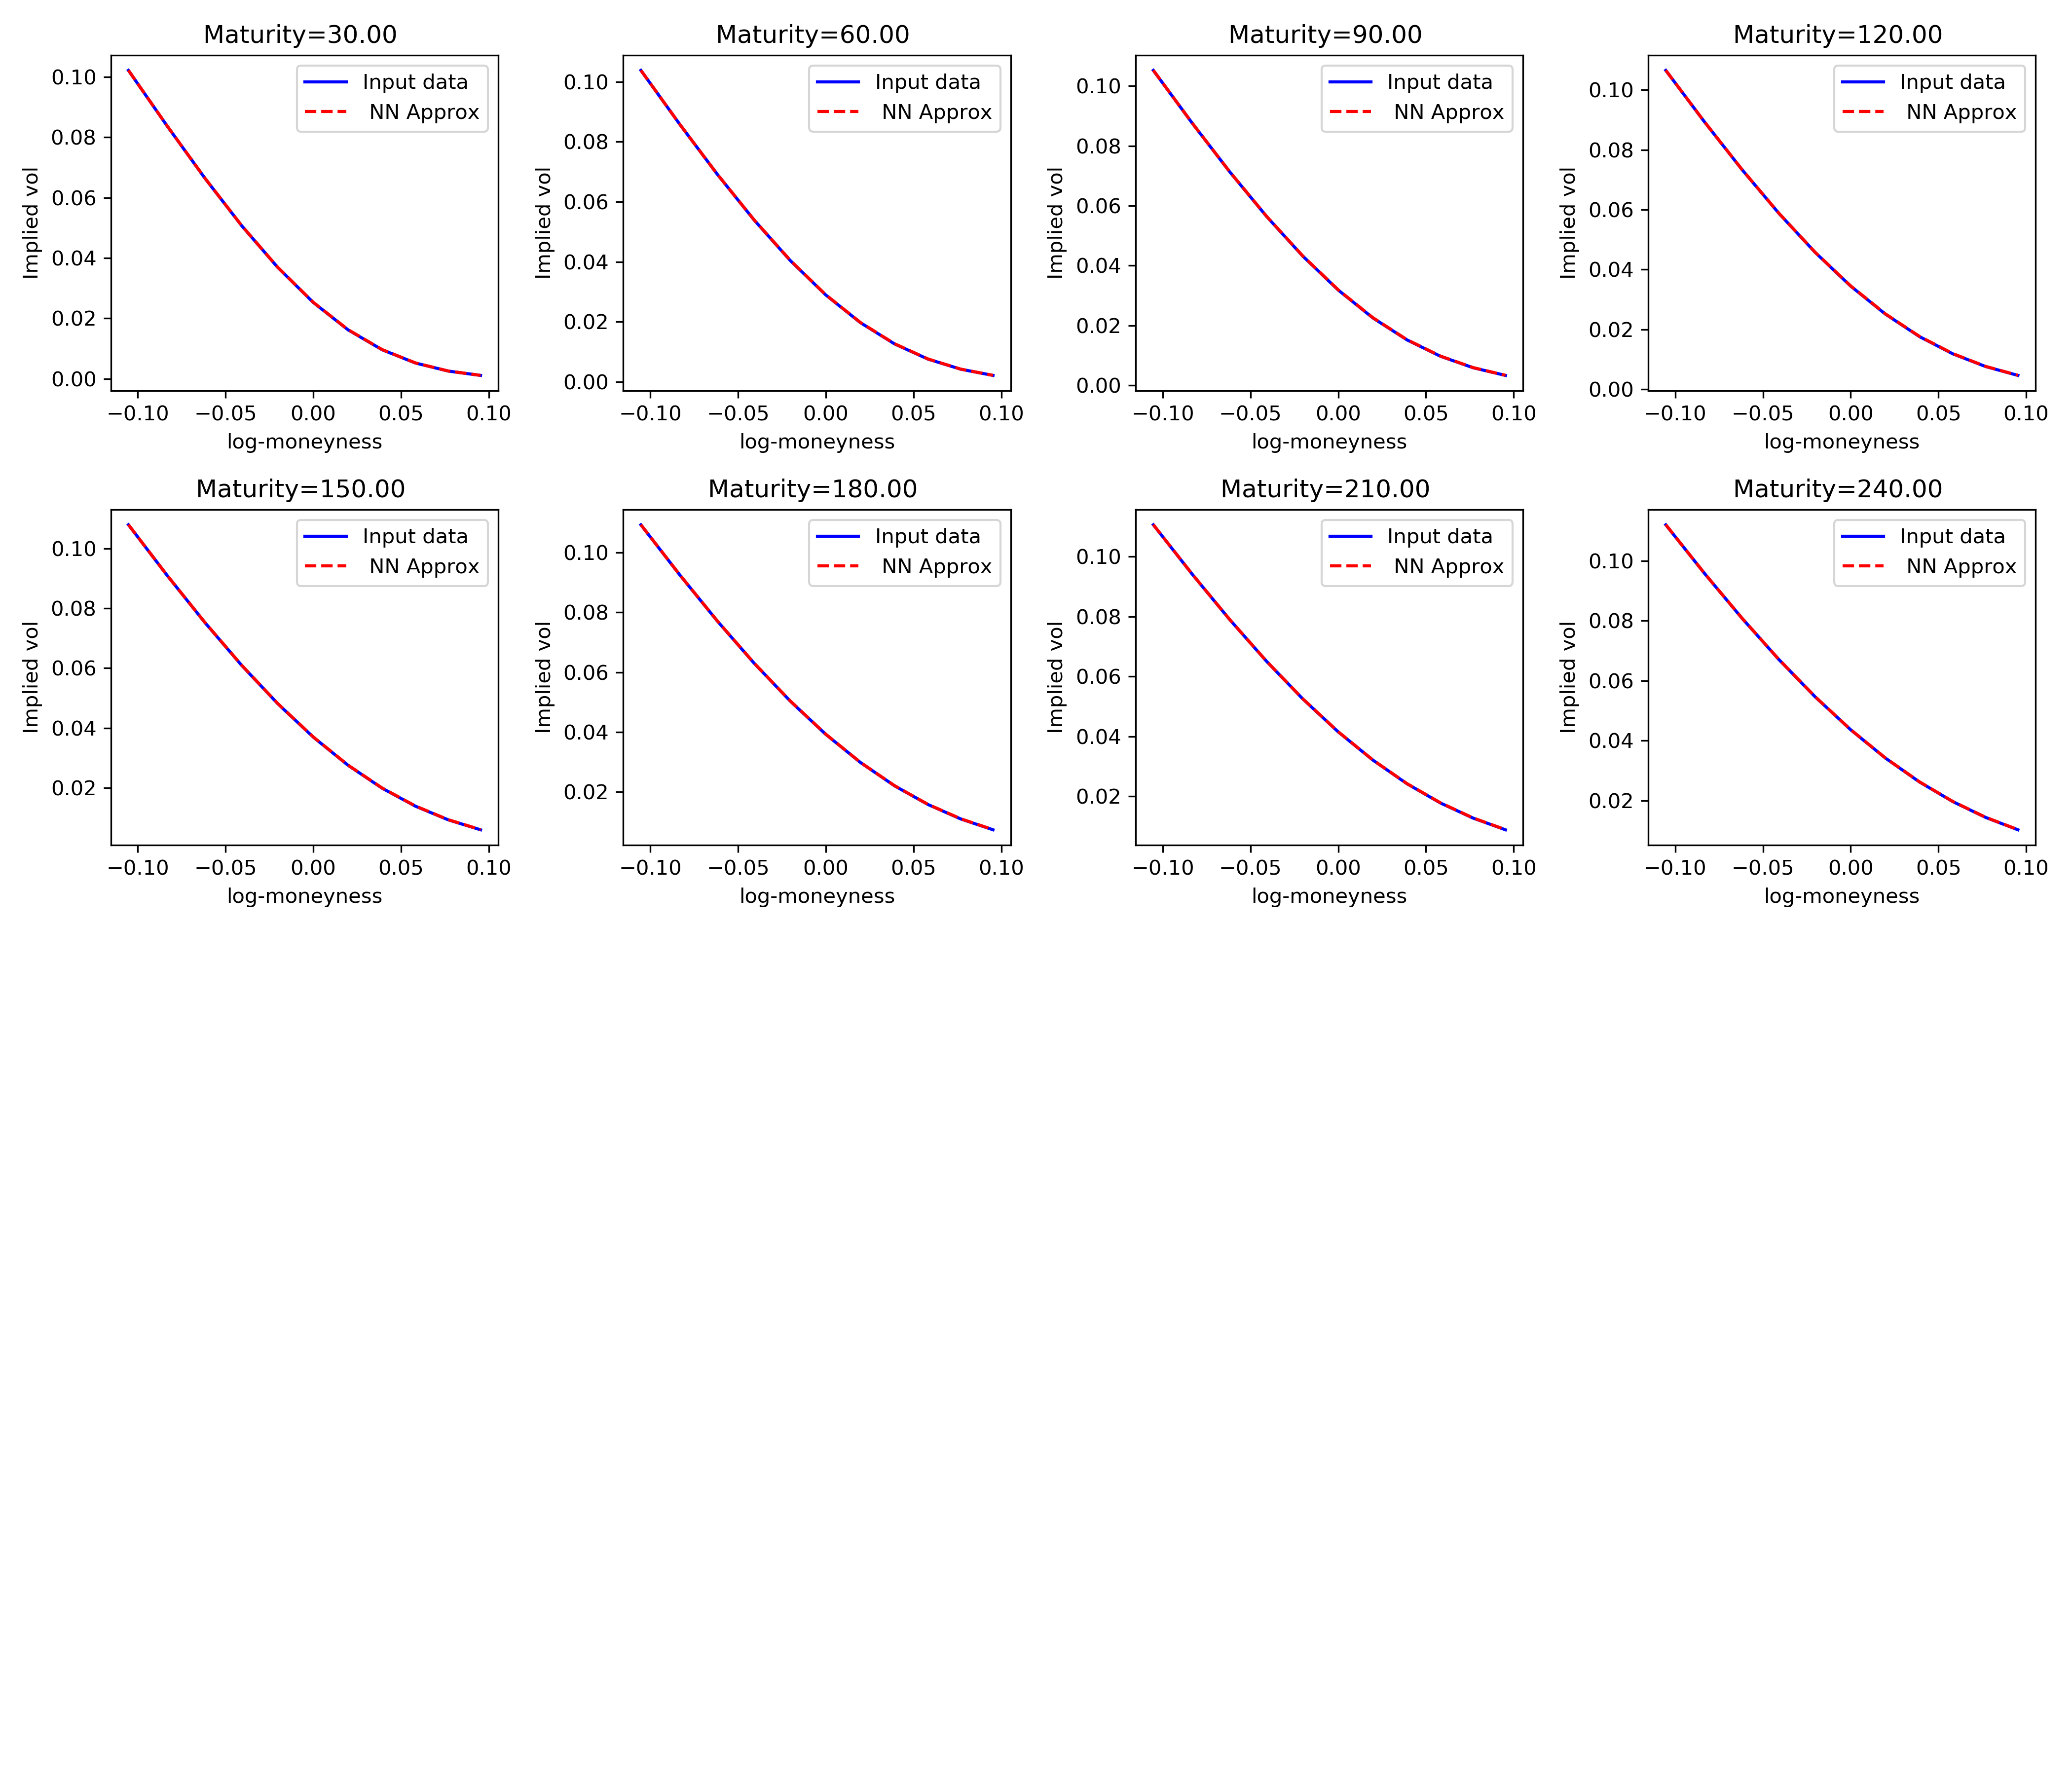 Maturity=30.00
0.10
0.08
0.06
0.04
0.02
0.00
Implied vol
Input data
NN Approx
−0.10 −0.05 0.00 0.05 0.10
log-moneyness
Maturity=60.00
0.10
0.08
0.06
0.04
0.02
0.00
Implied vol
Input data
NN Approx
−0.10 −0.05 0.00 0.05 0.10
log-moneyness
Maturity=90.00
0.10
0.08
0.06
0.04
0.02
0.00
Implied vol
Input data
NN Approx
−0.10 −0.05 0.00 0.05 0.10
log-moneyness
Maturity=120.00
0.10
0.08
0.06
0.04
0.02
0.00
Implied vol
Input data
NN Approx
−0.10 −0.05 0.00 0.05 0.10
log-moneyness
Maturity=150.00
0.10
0.08
0.06
0.04
0.02
Implied vol
Input data
NN Approx
−0.10 −0.05 0.00 0.05 0.10
log-moneyness
Maturity=180.00
0.10
0.08
0.06
0.04
0.02
Implied vol
Input data
NN Approx
−0.10 −0.05 0.00 0.05 0.10
log-moneyness
Maturity=210.00
0.10
0.08
0.06
0.04
0.02
Implied vol
Input data
NN Approx
−0.10 −0.05 0.00 0.05 0.10
log-moneyness
Maturity=240.00
0.10
0.08
0.06
0.04
0.02
Implied vol
Input data
NN Approx
−0.10 −0.05 0.00 0.05 0.10
log-moneyness